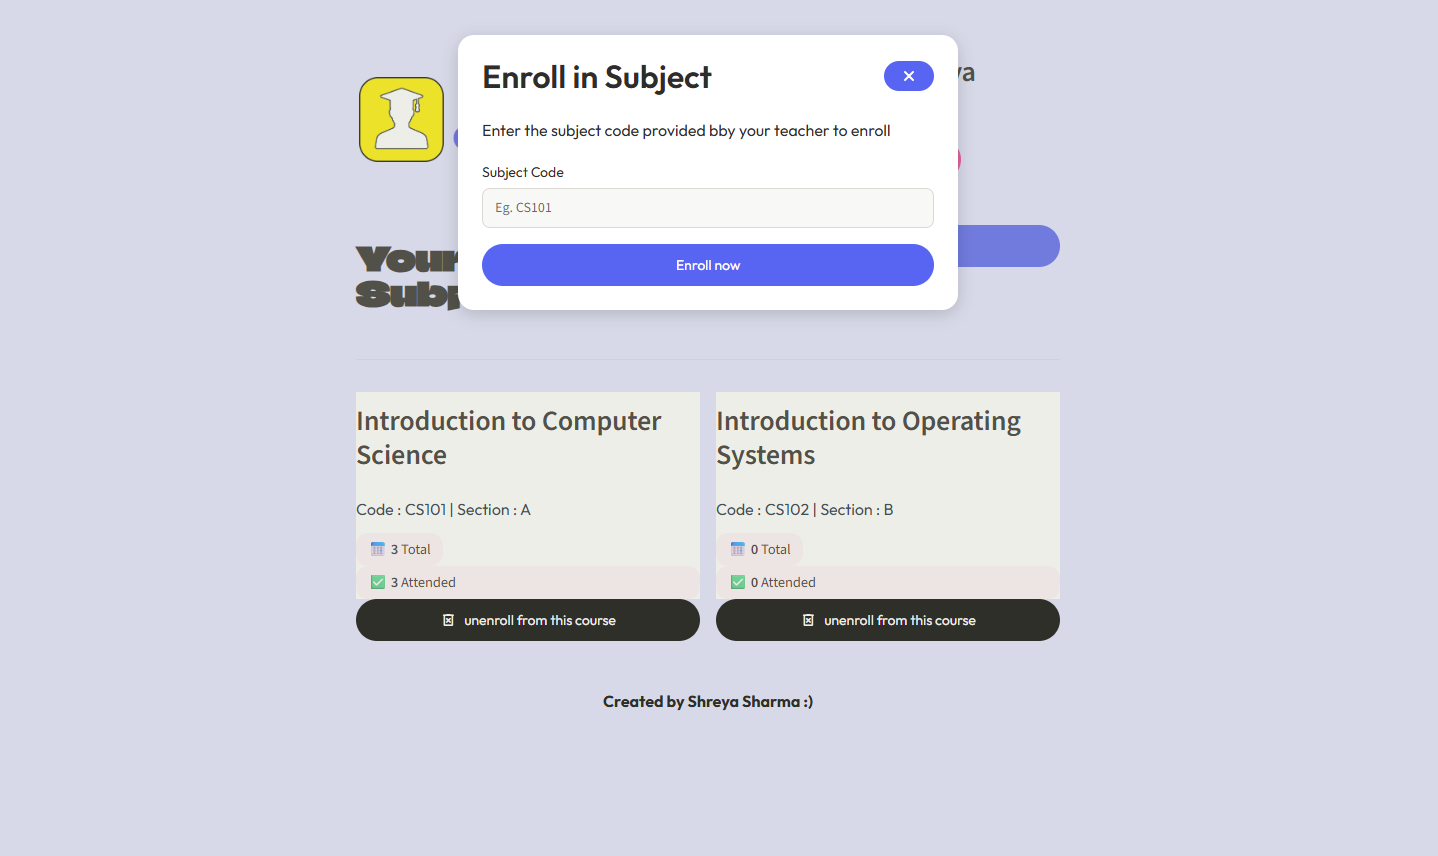 Enroll in Subject
Enter the subject code provided bby your teacher to enroll
Subject Code
Eg. CS101
Enroll now
Your
Introduction to Computer
Science
Code : CS101 | Section : A
3 Total
3 Attended
unenroll from this course
Introduction to Operating
Systems
Code : CS102 | Section : B
0 Total
0 Attended
unenroll from this course
Created by Shreya Sharma :)